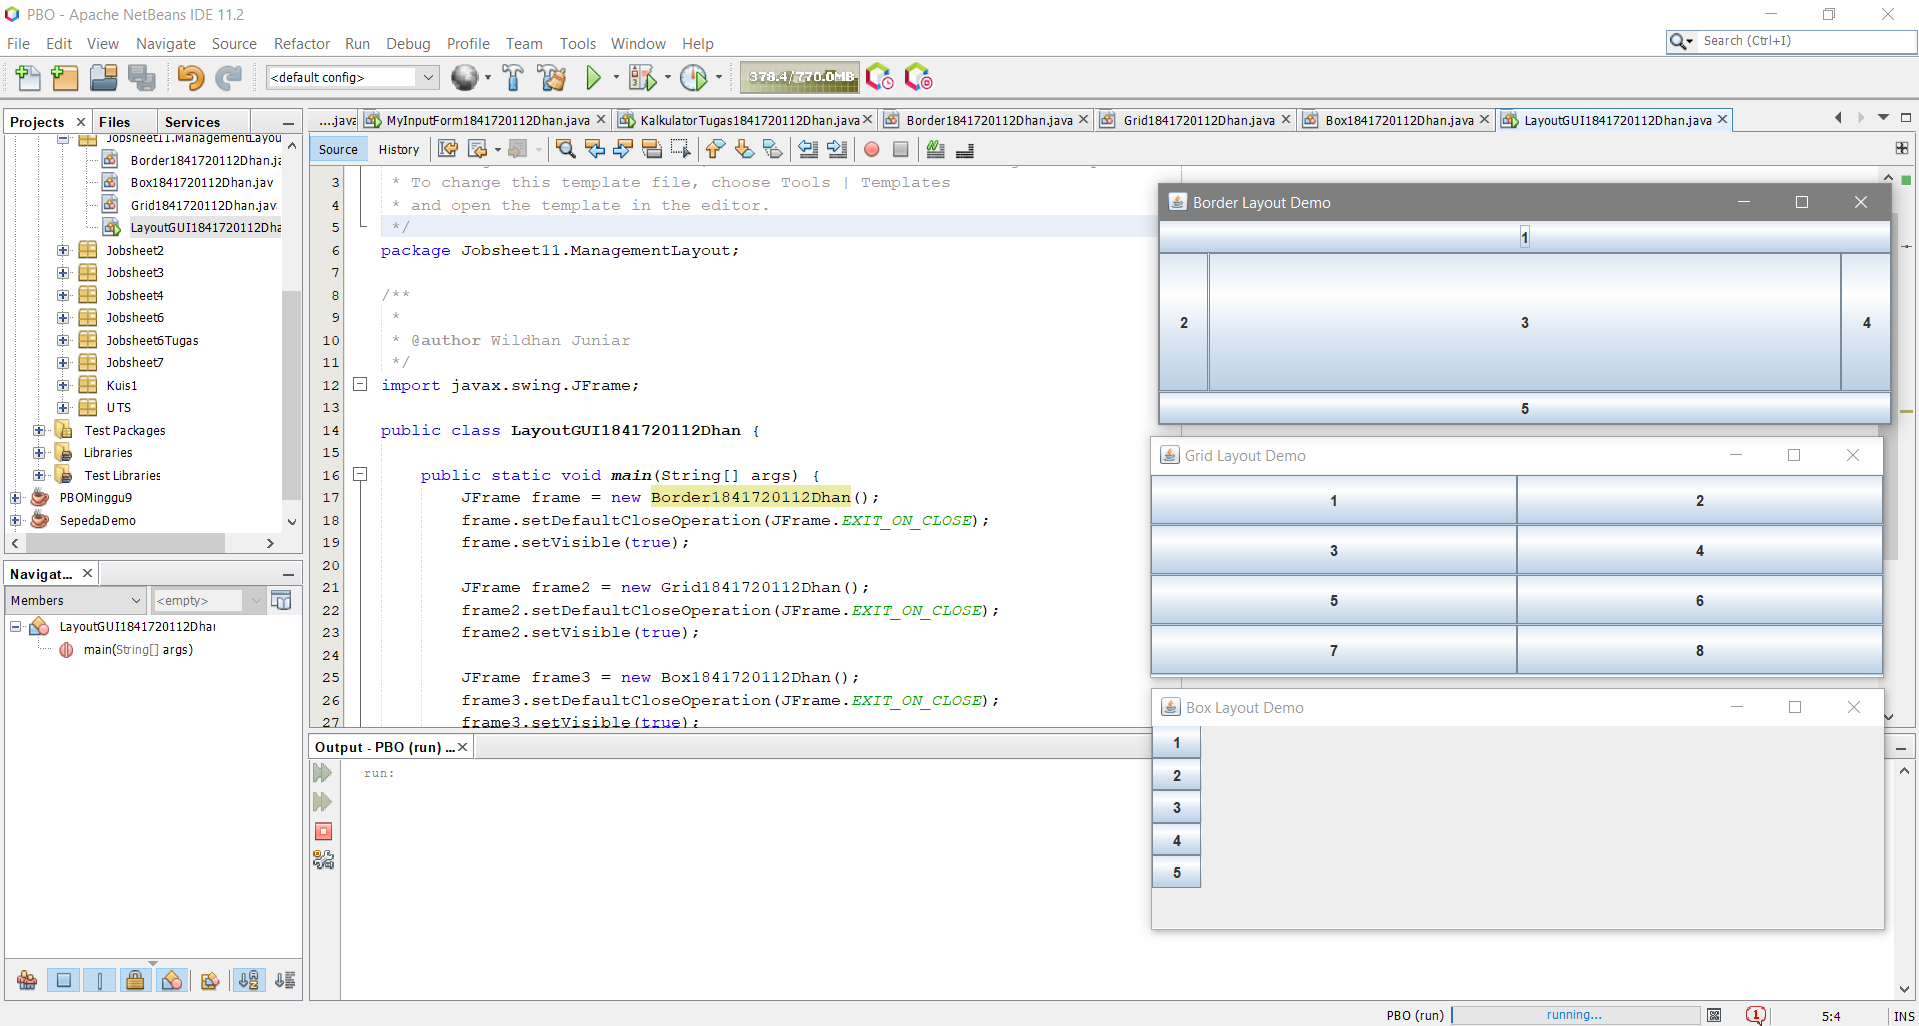 PBO - Apache NetBeans IDE 11.2
File Edit View Navigate Source Refactor Run Debug Profile Team Tools Window Help
Search (Ctrl+I)
<default config>
378.4/770.0MB
Projects Files Services
Jobsheet11.ManagementLayou
Border1841720112Dhan.ja
Box1841720112Dhan.jav
Grid1841720112Dhan.jav
LayoutGUI1841720112Dha
Jobsheet2
Jobsheet3
Jobsheet4
Jobsheet6
Jobsheet6Tugas
Jobsheet7
Kuis1
UTS
Test Packages
Libraries
Test Libraries
PBOMinggu9
SepedaDemo
Navigat...
Members
<empty>
LayoutGUI1841720112Dhan
main(String[] args)
....java MyInputForm1841720112Dhan.java KalkulatorTugas1841720112Dhan.java Border1841720112Dhan.java Grid1841720112Dhan.java Box1841720112Dhan.java LayoutGUI1841720112Dhan.java
Source History
3 * To change this template file, choose Tools | Templates
4 * and open the template in the editor.
5 */
6 package Jobsheet11.ManagementLayout;
7
8 /**
9 *
10 * @author Wildhan Juniar
11 */
12 import javax.swing.JFrame;
13
14 public class LayoutGUI1841720112Dhan {
15
16 public static void main(String[] args) {
17 JFrame frame = new Border1841720112Dhan();
18 frame.setDefaultCloseOperation(JFrame.EXIT_ON_CLOSE);
19 frame.setVisible(true);
20
21 JFrame frame2 = new Grid1841720112Dhan();
22 frame2.setDefaultCloseOperation(JFrame.EXIT_ON_CLOSE);
23 frame2.setVisible(true);
24
25 JFrame frame3 = new Box1841720112Dhan();
26 frame3.setDefaultCloseOperation(JFrame.EXIT_ON_CLOSE);
27 frame3.setVisible(true);
Output - PBO (run) ...
run:
Border Layout Demo
1
2 3 4
5
Grid Layout Demo
1 2
3 4
5 6
7 8
Box Layout Demo
1
2
3
4
5
PBO (run) running... 1 5:4 INS